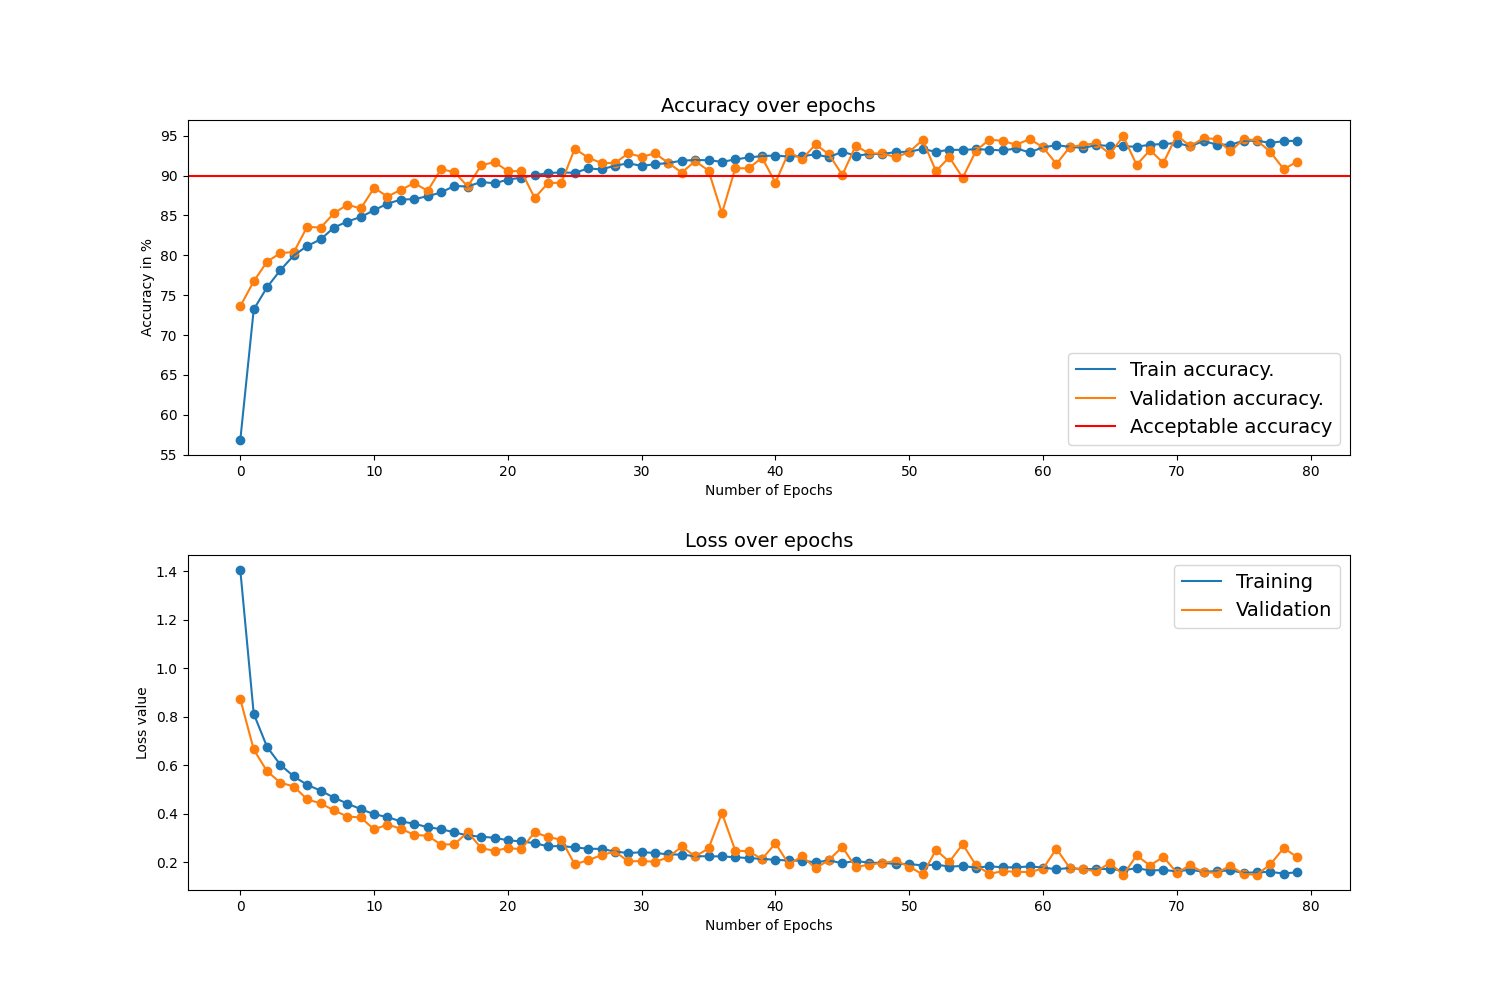 Accuracy over epochs
95
90
85
80
75
70
65
60
55
Accuracy in %
Train accuracy.
Validation accuracy.
Acceptable accuracy
0 10 20 30 40 50 60 70 80
Number of Epochs
Loss over epochs
1.4
1.2
1.0
0.8
0.6
0.4
0.2
Loss value
Training
Validation
0 10 20 30 40 50 60 70 80
Number of Epochs